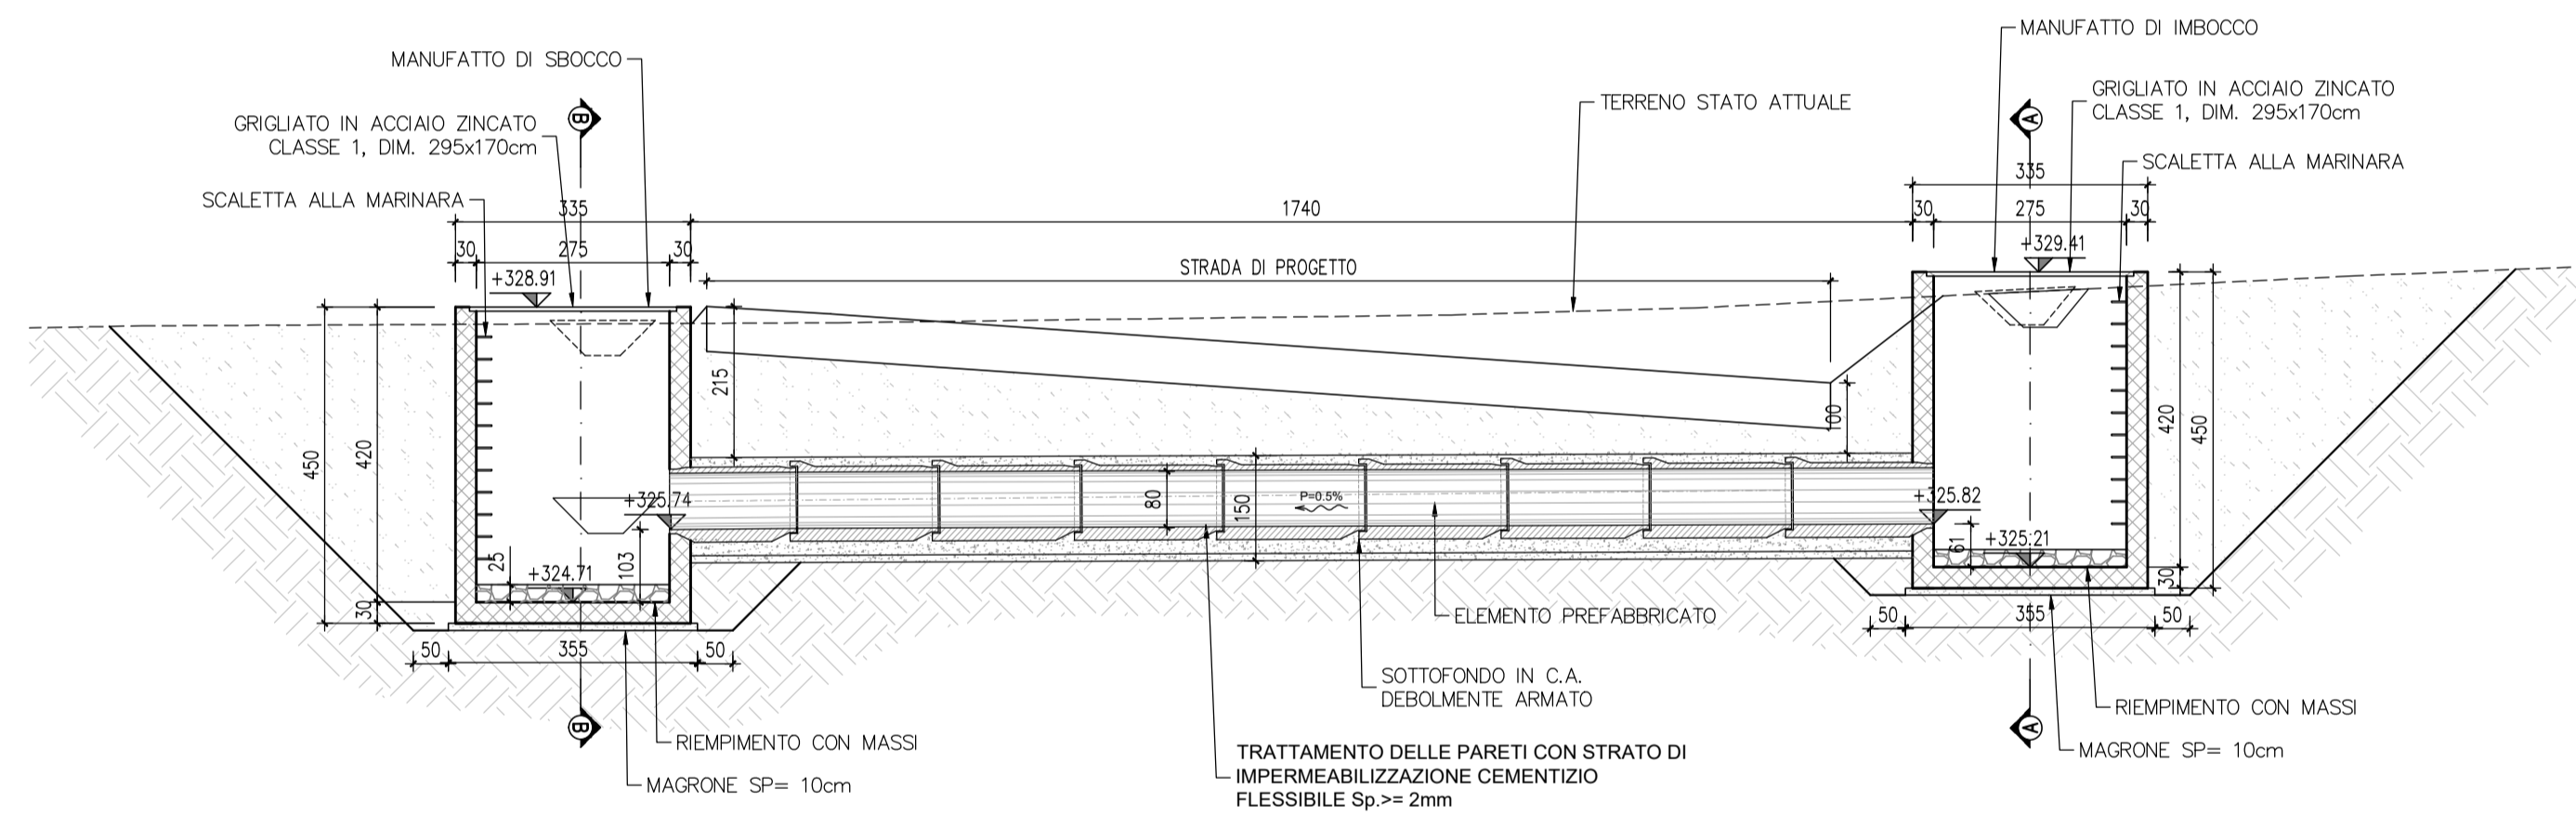 MANUFATTO DI IMBOCCO
MANUFATTO DI SBOCCO
GRIGLIATO IN ACCIAIO ZINCATO
CLASSE 1, DIM. 295x170cm
TERRENO STATO ATTUALE
GRIGLIATO IN ACCIAIO ZINCATO
CLASSE 1, DIM. 295x170cm
B
A
SCALETTA ALLA MARINARA
SCALETTA ALLA MARINARA
335
335
1740
30
275
30
30
275
30
+328.91
STRADA DI PROGETTO
+329.41
215
100
450
420
420
450
+325.74
80
150
P=0.5%
+325.82
25
+324.71
103
61
+325.21
30
30
50
355
50
50
355
50
ELEMENTO PREFABBRICATO
SOTTOFONDO IN C.A.
DEBOLMENTE ARMATO
B
A
RIEMPIMENTO CON MASSI
RIEMPIMENTO CON MASSI
MAGRONE SP= 10cm
MAGRONE SP= 10cm
TRATTAMENTO DELLE PARETI CON STRATO DI
IMPERMEABILIZZAZIONE CEMENTIZIO
FLESSIBILE Sp.>= 2mm